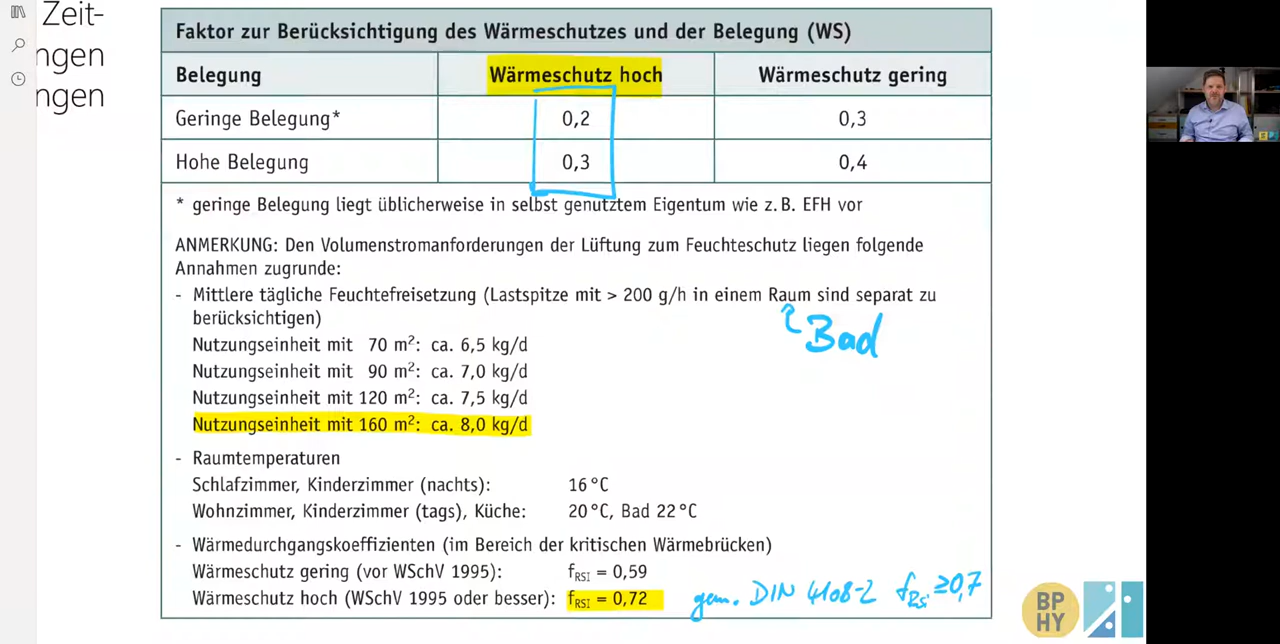 Zeit-
ngen
ngen
Faktor zur Berücksichtigung des Wärmeschutzes und der Belegung (WS)
Belegung Wärmeschutz hoch Wärmeschutz gering
Geringe Belegung* 0,2 0,3
Hohe Belegung 0,3 0,4
* geringe Belegung liegt üblicherweise in selbst genutztem Eigentum wie z. B. EFH vor
ANMERKUNG: Den Volumenstromanforderungen der Lüftung zum Feuchteschutz liegen folgende
Annahmen zugrunde:
- Mittlere tägliche Feuchtefreisetzung (Lastspitze mit > 200 g/h in einem Raum sind separat zu
berücksichtigen)
Bad
Nutzungseinheit mit 70 m²: ca. 6,5 kg/d
Nutzungseinheit mit 90 m²: ca. 7,0 kg/d
Nutzungseinheit mit 120 m²: ca. 7,5 kg/d
Nutzungseinheit mit 160 m²: ca. 8,0 kg/d
- Raumtemperaturen
Schlafzimmer, Kinderzimmer (nachts): 16 °C
Wohnzimmer, Kinderzimmer (tags), Küche: 20 °C, Bad 22 °C
- Wärmedurchgangskoeffizienten (im Bereich der kritischen Wärmebrücken)
Wärmeschutz gering (vor WSchV 1995): fRSI = 0,59
Wärmeschutz hoch (WSchV 1995 oder besser): fRSI = 0,72
gem. DIN 4108-2 fRsi ≥ 0,7
BP
HY